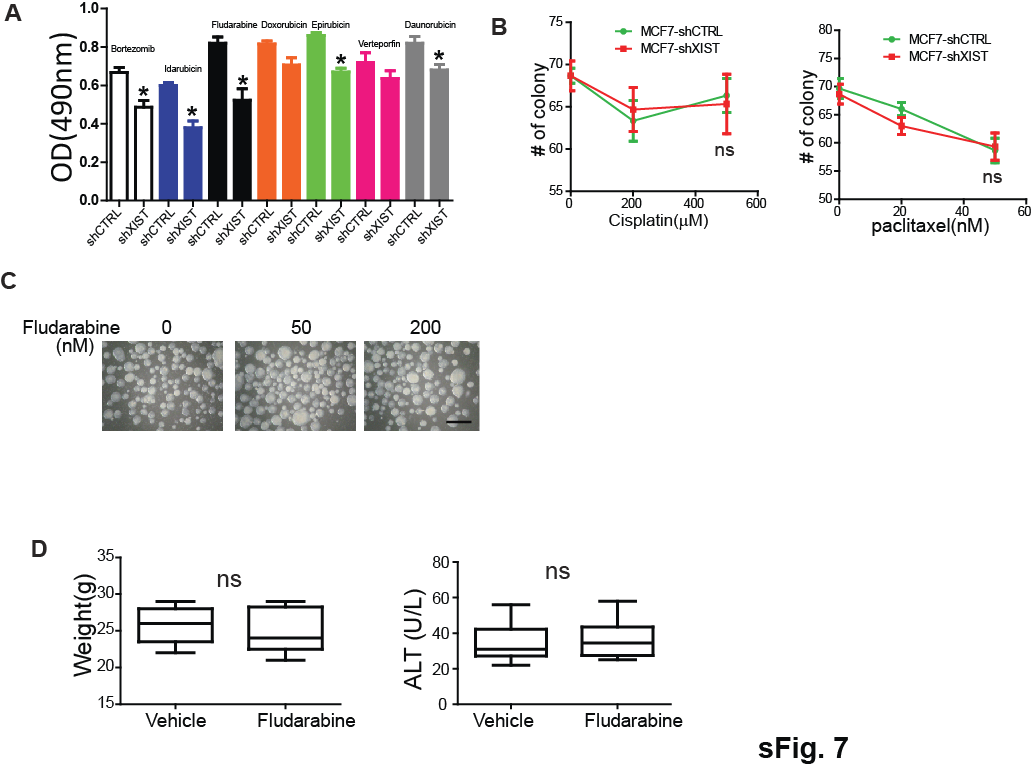 A
OD(490nm)
1.0
0.8
0.6
0.4
0.2
0.0
Bortezomib
Idarubicin
Fludarabine
Doxorubicin
Epirubicin
Verteporfin
Daunorubicin
*
*
*
*
*
shCTRL
shXIST
shCTRL
shXIST
shCTRL
shXIST
shCTRL
shXIST
shCTRL
shXIST
shCTRL
shXIST
shCTRL
shXIST
B
# of colony
75
70
65
60
55
MCF7-shCTRL
MCF7-shXIST
ns
0 200 400 600
Cisplatin(μM)
# of colony
80
70
65
60
55
50
MCF7-shCTRL
MCF7-shXIST
ns
0 20 40 60
paclitaxel(nM)
C
Fludarabine 0 50 200
(nM)
D
Weight(g)
35
30
25
20
15
ns
Vehicle Fludarabine
ALT (U/L)
80
60
40
20
0
ns
Vehicle Fludarabine
sFig. 7